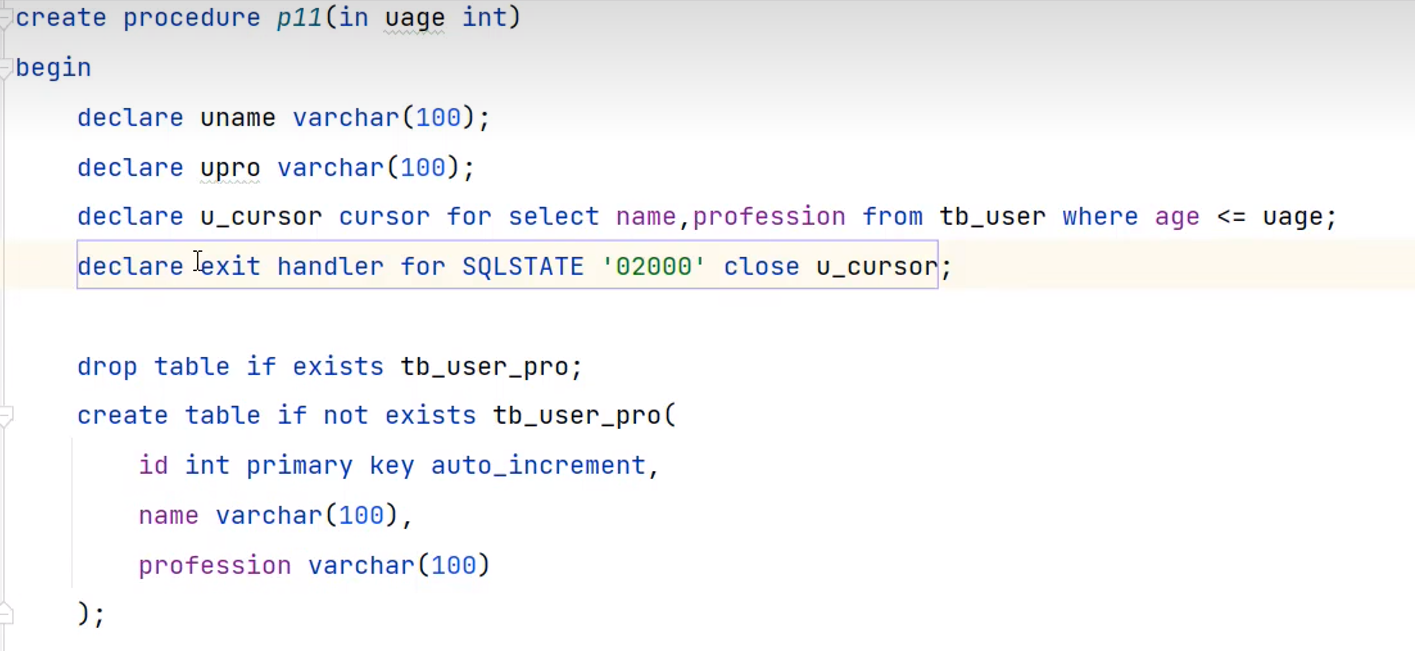 create procedure p11(in uage int)
begin
declare uname varchar(100);
declare upro varchar(100);
declare u_cursor cursor for select name,profession from tb_user where age <= uage;
declare exit handler for SQLSTATE '02000' close u_cursor;
drop table if exists tb_user_pro;
create table if not exists tb_user_pro(
id int primary key auto_increment,
name varchar(100),
profession varchar(100)
);